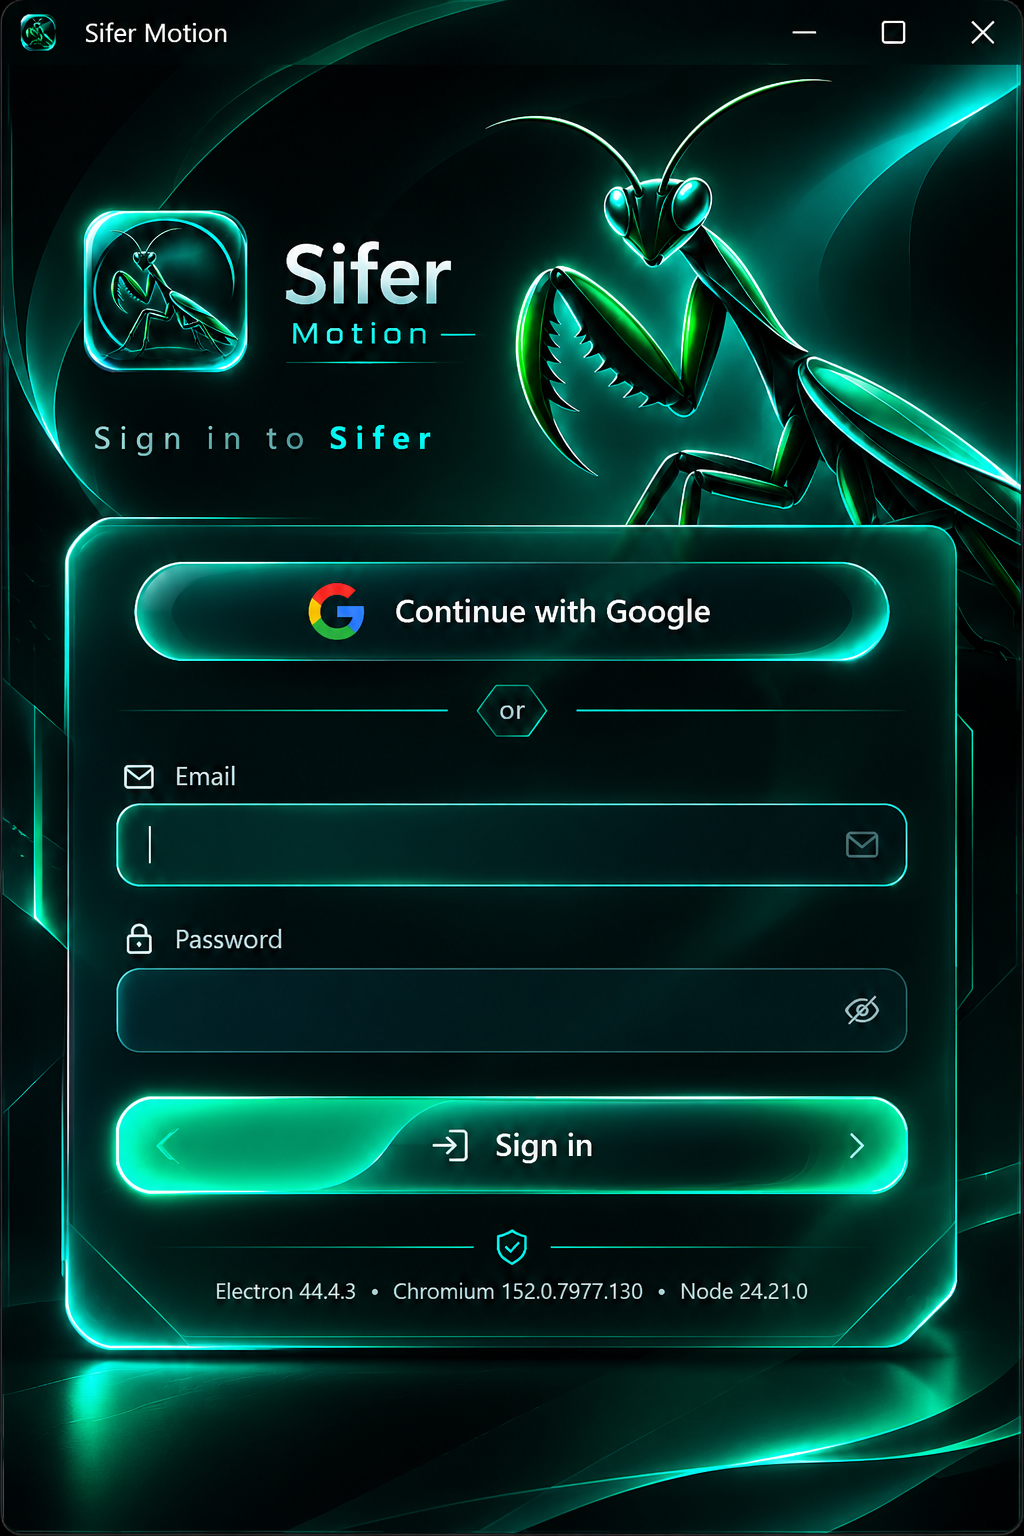 Sifer Motion
Sifer
Motion
Sign in to Sifer
Continue with Google
or
Email
Password
Sign in
Electron 44.4.3 • Chromium 152.0.7977.130 • Node 24.21.0